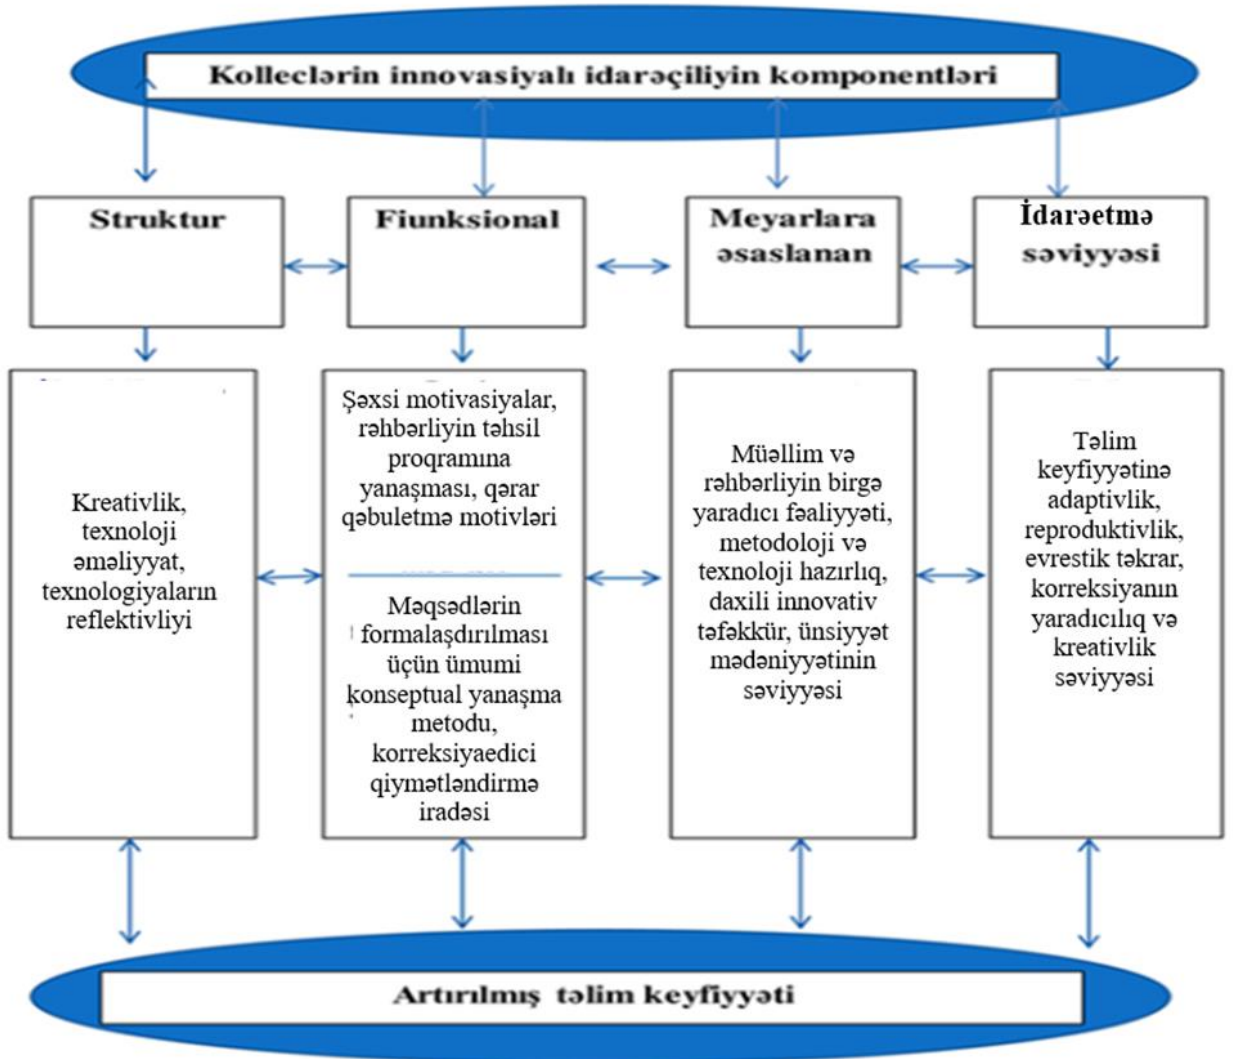 Kolleclərin innovasiyalı idarəçiliyin komponentləri
Struktur
Fiunksional
Meyarlara
əsaslanan
İdarəetmə
səviyyəsi
Kreativlik,
texnoloji
əməliyyat,
texnologiyaların
reflektivliyi
Şəxsi motivasiyalar,
rəhbərliyin təhsil
proqramına
yanaşması, qərar
qəbuletmə motivləri
Məqsədlərin
formalaşdırılması
üçün ümumi
konseptual yanaşma
metodu,
korreksiyaedici
qiymətləndirmə
iradəsi
Müəllim və
rəhbərliyin birgə
yaradıcı fəaliyyəti,
metodoloji və
texnoloji hazırlıq,
daxili innovativ
təfəkkür, ünsiyyət
mədəniyyətinin
səviyyəsi
Təlim
keyfiyyətinə
adaptivlik,
reproduktivlik,
evrestik təkrar,
korreksiyanın
yaradıcılıq və
kreativlik
səviyyəsi
Artırılmış təlim keyfiyyəti